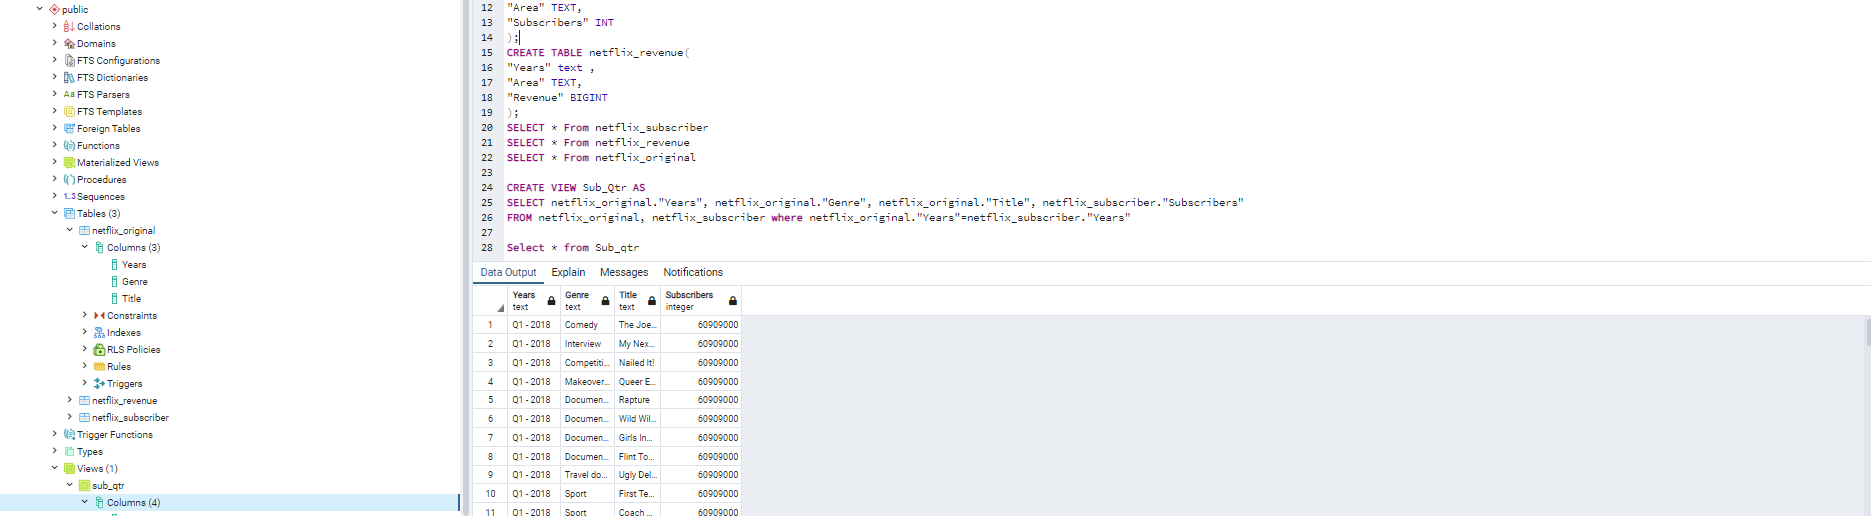 public
Collations
Domains
FTS Configurations
FTS Dictionaries
Aa FTS Parsers
FTS Templates
Foreign Tables
Functions
Materialized Views
Procedures
1..3 Sequences
Tables (3)
netflix_original
Columns (3)
Years
Genre
Title
Constraints
Indexes
RLS Policies
Rules
Triggers
netflix_revenue
netflix_subscriber
Trigger Functions
Types
Views (1)
sub_qtr
Columns (4)
12 "Area" TEXT,
13 "Subscribers" INT
14 );
15 CREATE TABLE netflix_revenue(
16 "Years" text ,
17 "Area" TEXT,
18 "Revenue" BIGINT
19 );
20 SELECT * From netflix_subscriber
21 SELECT * From netflix_revenue
22 SELECT * From netflix_original
23
24 CREATE VIEW Sub_Qtr AS
25 SELECT netflix_original."Years", netflix_original."Genre", netflix_original."Title", netflix_subscriber."Subscribers"
26 FROM netflix_original, netflix_subscriber where netflix_original."Years"=netflix_subscriber."Years"
27
28 Select * from Sub_qtr
Data Output Explain Messages Notifications
Years Genre Title Subscribers
text text text integer
1 Q1 - 2018 Comedy The Joe... 60909000
2 Q1 - 2018 Interview My Nex... 60909000
3 Q1 - 2018 Competiti... Nailed It! 60909000
4 Q1 - 2018 Makeover... Queer E... 60909000
5 Q1 - 2018 Documen... Rapture 60909000
6 Q1 - 2018 Documen... Wild Wil... 60909000
7 Q1 - 2018 Documen... Girls In... 60909000
8 Q1 - 2018 Documen... Flint To... 60909000
9 Q1 - 2018 Travel do... Ugly Del... 60909000
10 Q1 - 2018 Sport First Te... 60909000
11 Q1 - 2018 Sport Coach ... 60909000